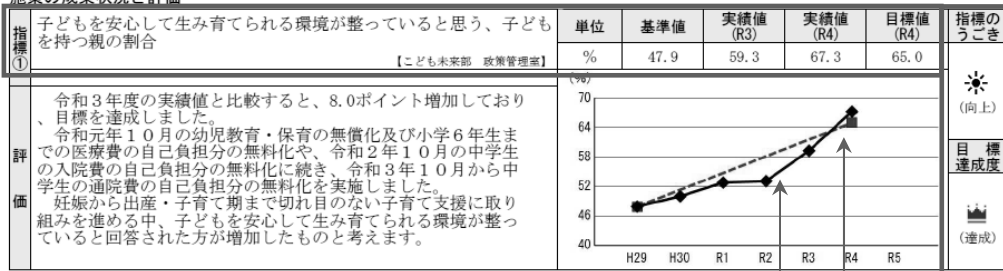 指標①
子どもを安心して生み育てられる環境が整っていると思う、子ども
を持つ親の割合
【こども未来部　政策管理室】
単位 基準値 実績値(R3) 実績値(R4) 目標値(R4) 指標のうごき
% 47.9 59.3 67.3 65.0
(向上)
目標達成度
(達成)
評価
令和３年度の実績値と比較すると、8.0ポイント増加しており
、目標を達成しました。
令和元年１０月の幼児教育・保育の無償化及び小学６年生ま
での医療費の自己負担分の無料化や、令和２年１０月の中学生
の入院費の自己負担分の無料化に続き、令和３年１０月から中
学生の通院費の自己負担分の無料化を実施しました。
妊娠から出産・子育て期まで切れ目のない子育て支援に取り
組みを進める中、子どもを安心して生み育てられる環境が整っ
ていると回答された方が増加したものと考えます。
(%)
70
64
58
52
46
40
H29 H30 R1 R2 R3 R4 R5